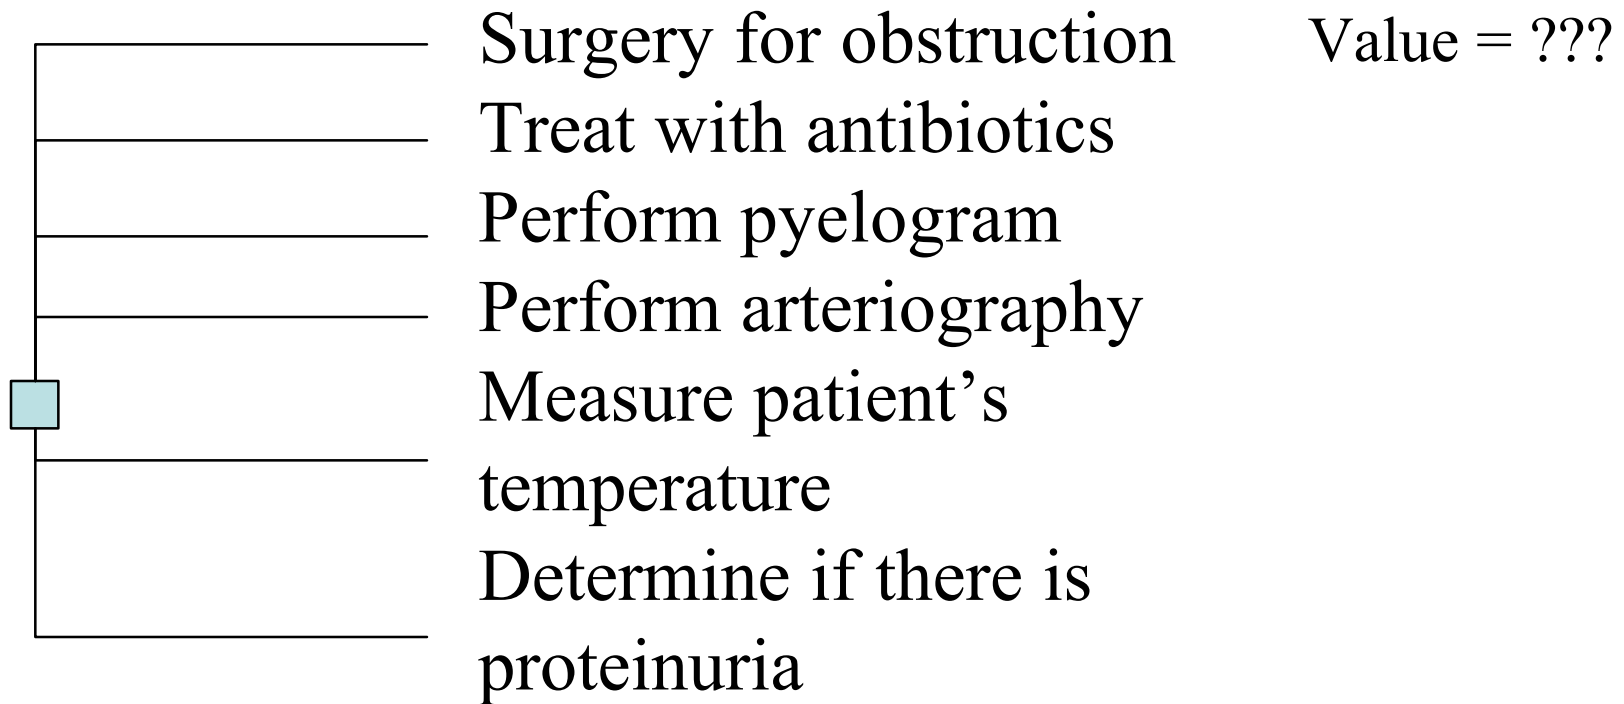 Surgery for obstruction Value = ???
Treat with antibiotics
Perform pyelogram
Perform arteriography
Measure patient’s
temperature
Determine if there is
proteinuria